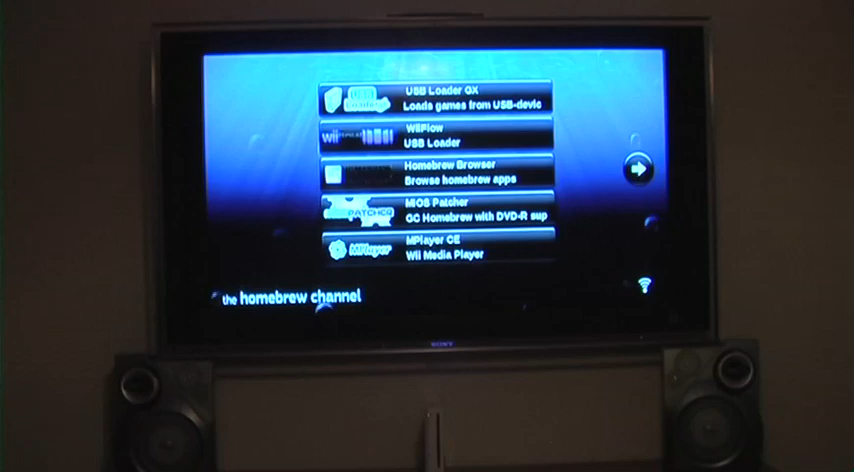 USB Loader GX
Loads games from USB-devic
WiiFlow
USB Loader
Homebrew Browser
Browse homebrew apps
MIOS Patcher
GC Homebrew with DVD-R sup
MPlayer
MPlayer CE
Wii Media Player
the homebrew channel
SONY